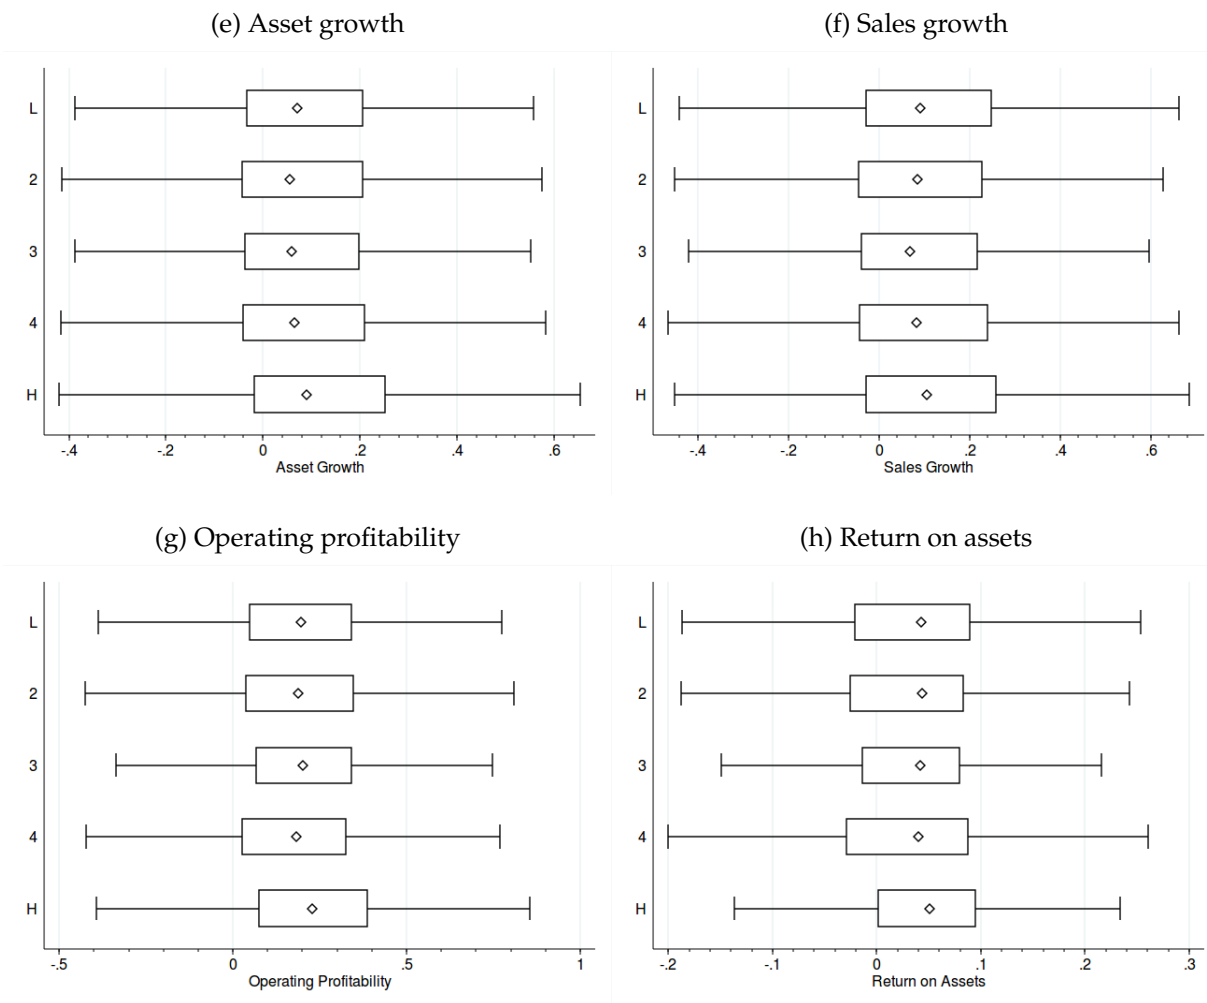 (e) Asset growth
L
2
3
4
H
-.4 -.2 0 .2 .4 .6
Asset Growth
(f) Sales growth
L
2
3
4
H
-.4 -.2 0 .2 .4 .6
Sales Growth
(g) Operating profitability
L
2
3
4
H
-.5 0 .5 1
Operating Profitability
(h) Return on assets
L
2
3
4
H
-.2 -.1 0 .1 .2 .3
Return on Assets